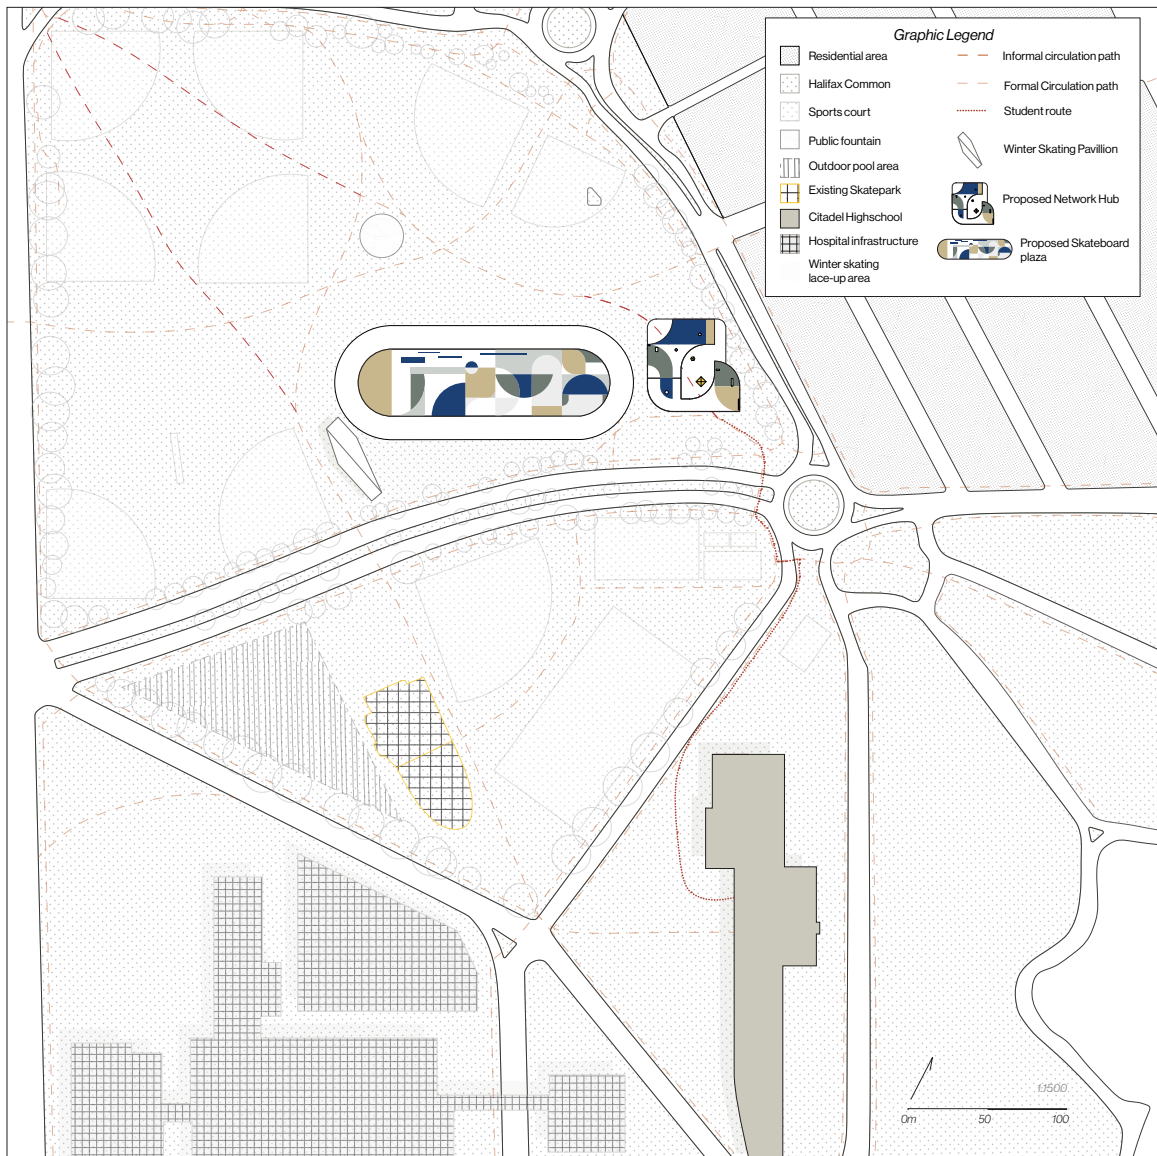 Graphic Legend
Residential area
Halifax Common
Sports court
Public fountain
Outdoor pool area
Existing Skatepark
Citadel Highschool
Hospital infrastructure
Winter skating
lace-up area
Informal circulation path
Formal Circulation path
Student route
Winter Skating Pavillion
Proposed Network Hub
Proposed Skateboard
plaza
1:1500
0m 50 100